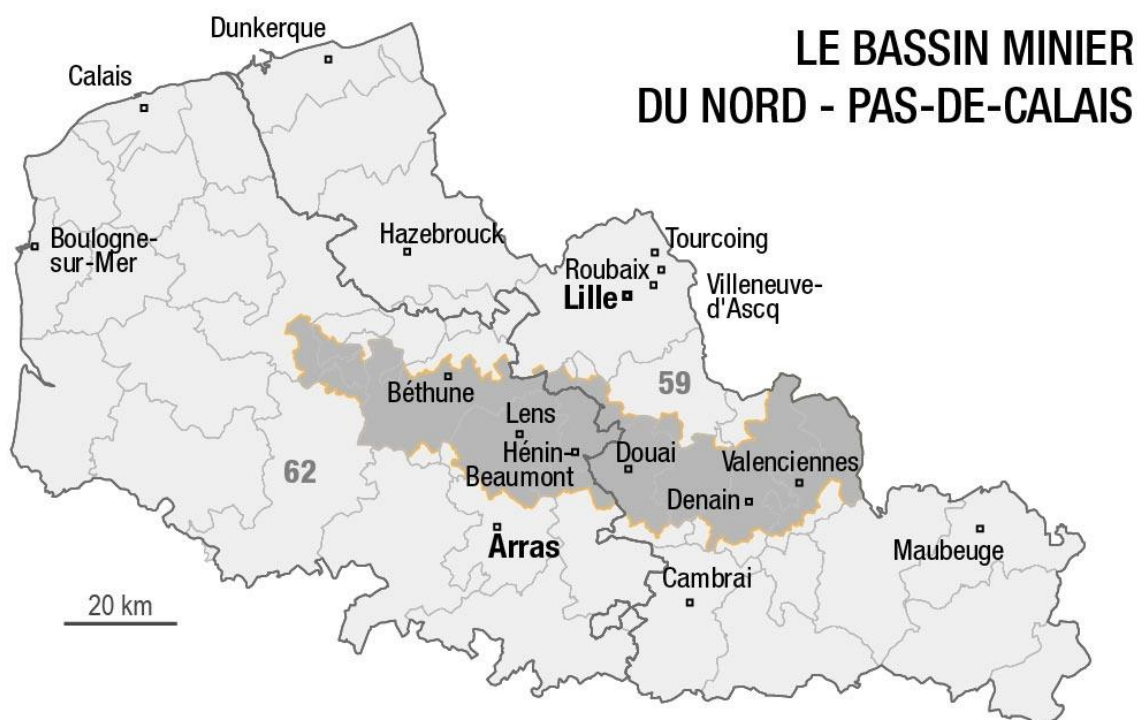 LE BASSIN MINIER
DU NORD - PAS-DE-CALAIS
Dunkerque
Calais
Boulogne-
sur-Mer
Hazebrouck
Tourcoing
Roubaix
Lille
Villeneuve-
d'Ascq
59
Béthune
Lens
Hénin-
Beaumont
Douai
Valenciennes
Denain
62
Arras
Maubeuge
Cambrai
20 km